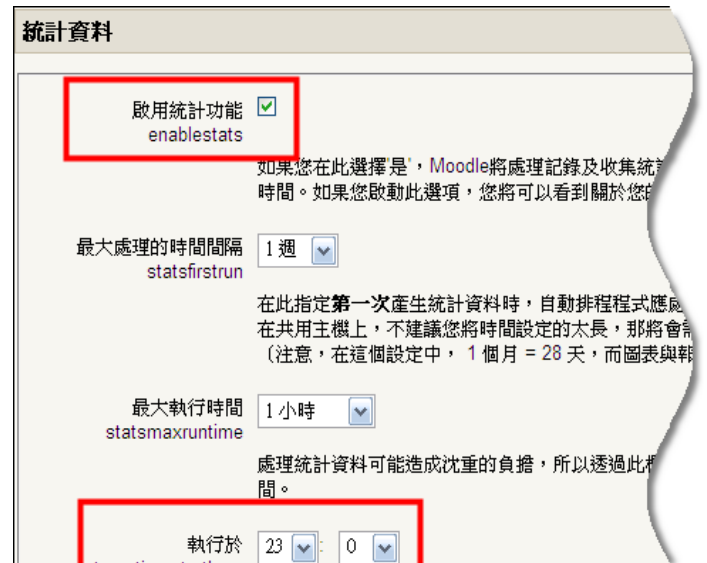 統計資料
啟用統計功能
enablestats
如果您在此選擇'是'，Moodle將處理記錄及收集統
時間。如果您啟動此選項，您將可以看到關於您
最大處理的時間間隔 1 週
statsfirstrun
在此指定第一次產生統計資料時，自動排程程式應
在共用主機上，不建議您將時間設定的太長，那將會
（注意，在這個設定中， 1 個月 = 28 天，而圖表與
最大執行時間 1 小時
statsmaxruntime
處理統計資料可能造成沈重的負擔，所以透過此
間。
執行於 23 : 0